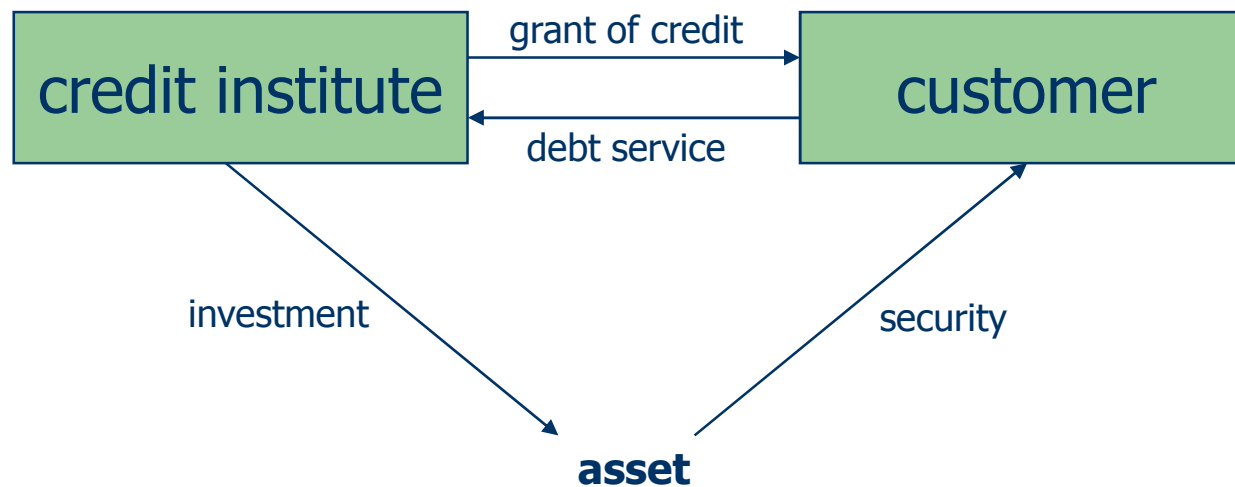 grant of credit
credit institute
customer
debt service
investment
security
asset